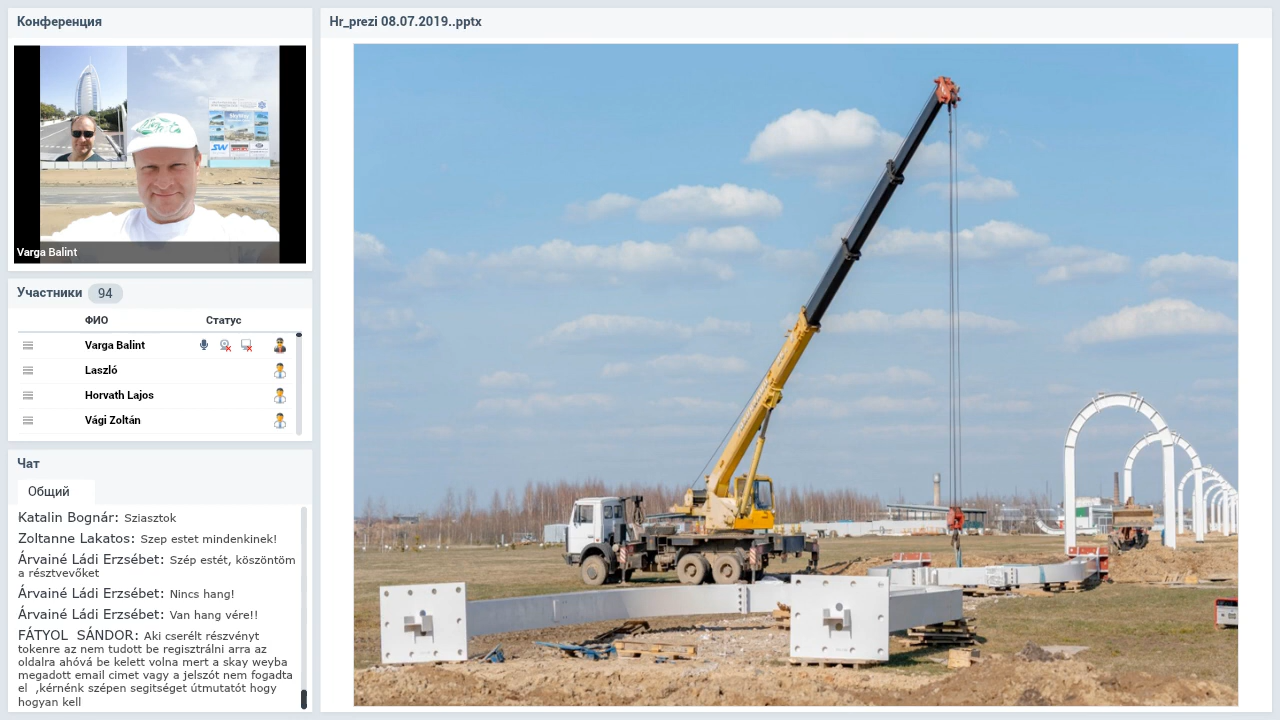 Конференция
Hr_prezi 08.07.2019..pptx
SkyWay
SW
Varga Balint
Участники 94
ФИО Статус
Varga Balint
Laszló
Horvath Lajos
Vági Zoltán
Чат
Общий
Katalin Bognár: Sziasztok
Zoltanne Lakatos: Szep estet mindenkinek!
Árvainé Ládi Erzsébet: Szép estét, köszöntöm
a résztvevőket
Árvainé Ládi Erzsébet: Nincs hang!
Árvainé Ládi Erzsébet: Van hang vére!!
FÁTYOL  SÁNDOR: Aki cserélt részvényt
tokenre az nem tudott be regisztrálni arra az
oldalra ahóvá be kelett volna mert a skay weyba
megadott email cimet vagy a jelszót nem fogadta
el  ,kérnénk szépen segitséget útmutatót hogy
hogyan kell